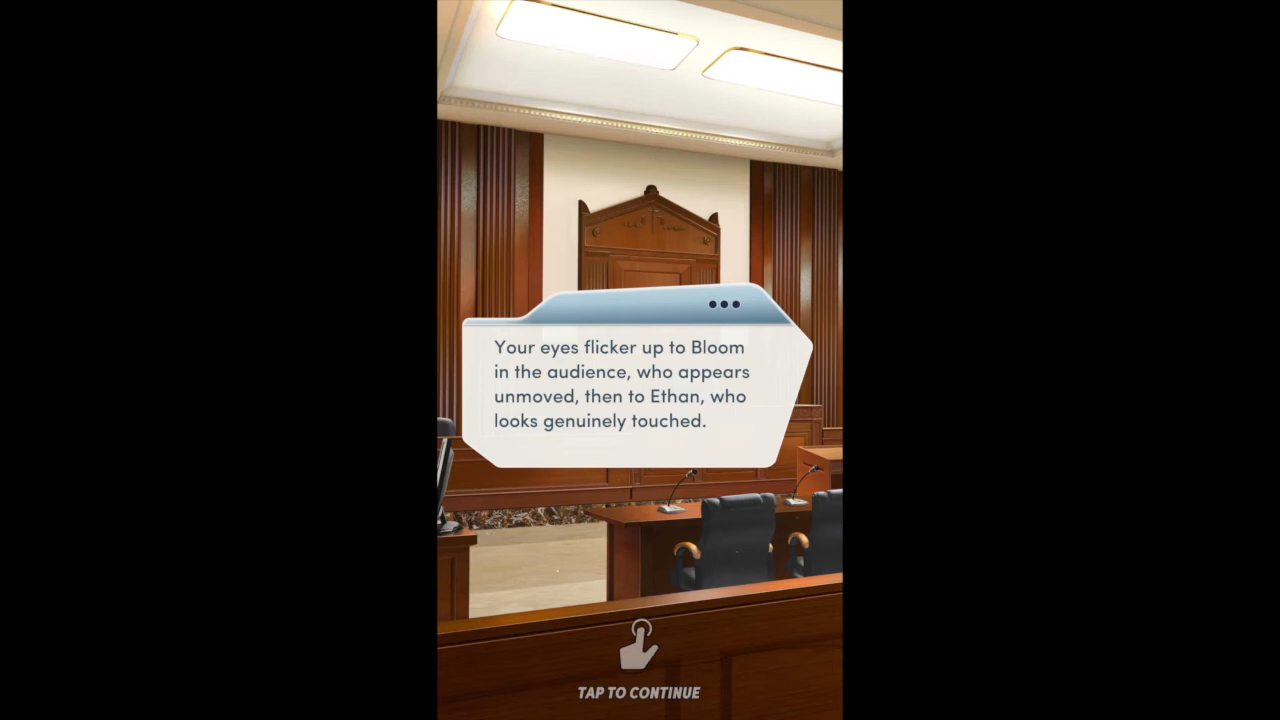 Your eyes flicker up to Bloom
in the audience, who appears
unmoved, then to Ethan, who
looks genuinely touched.
TAP TO CONTINUE